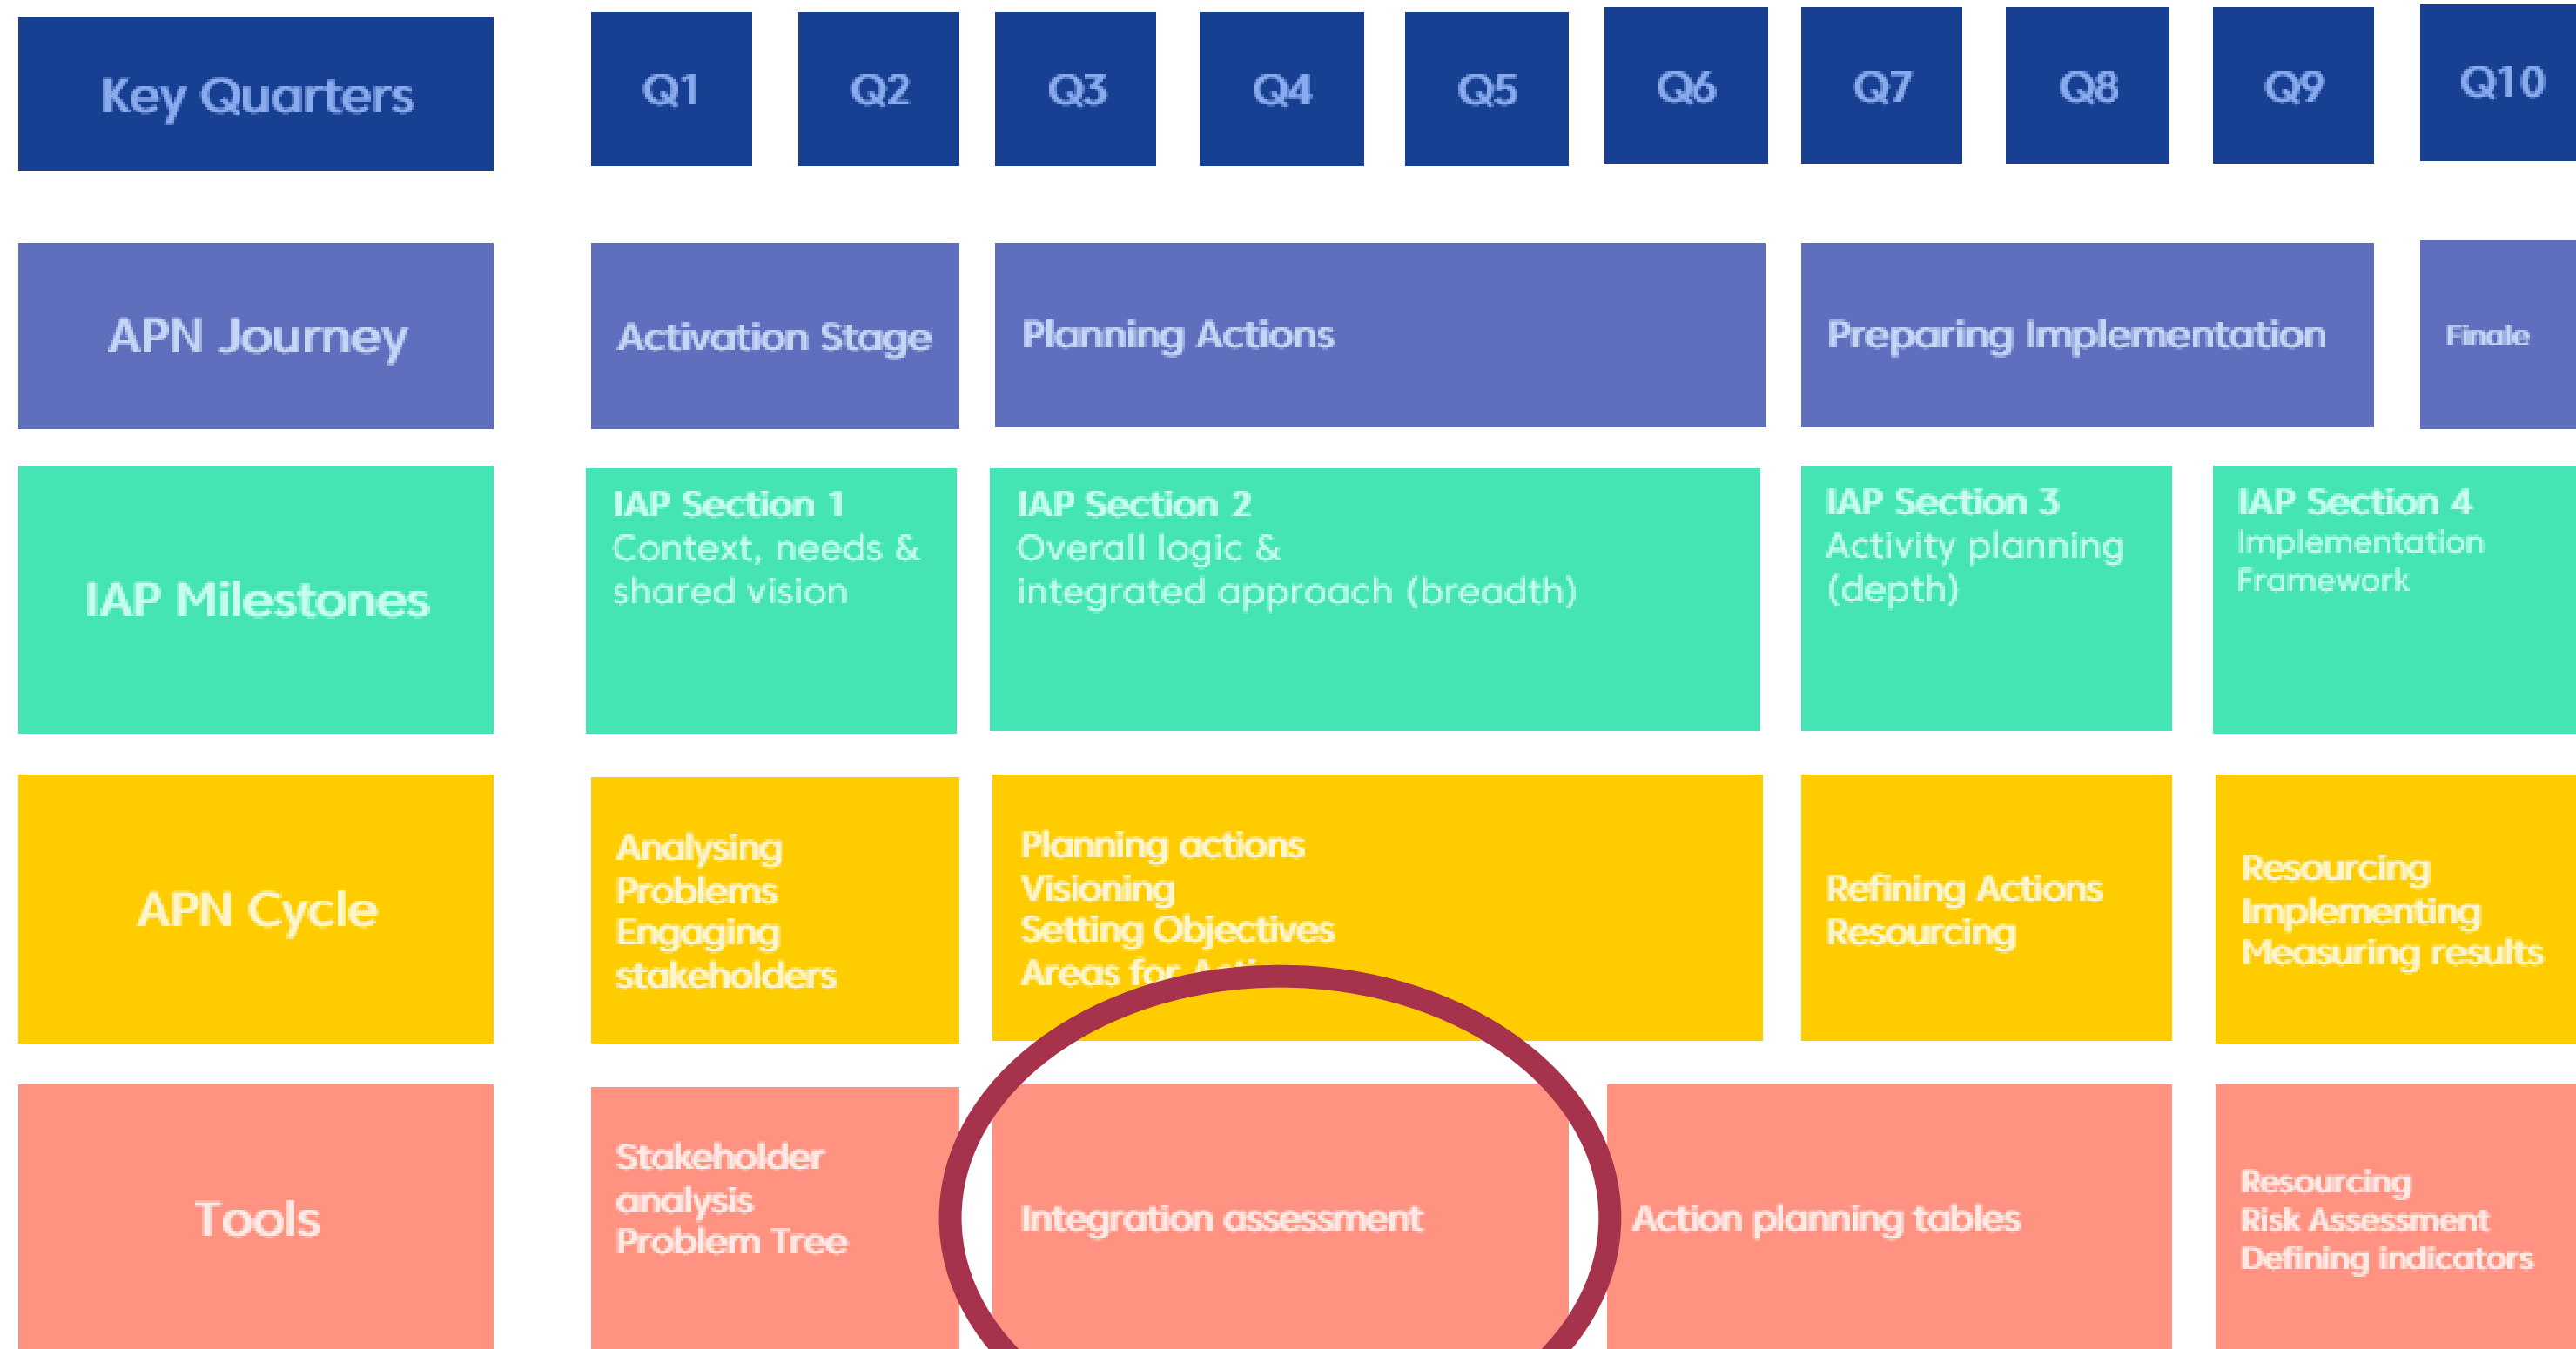 Key Quarters
Q1
Q2
Q3
Q4
Q5
Q6
Q7
Q8
Q9
Q10
APN Journey
Activation Stage
Planning Actions
Preparing Implementation
Finale
IAP Milestones
IAP Section 1
Context, needs &
shared vision
IAP Section 2
Overall logic &
integrated approach (breadth)
IAP Section 3
Activity planning
(depth)
IAP Section 4
Implementation
Framework
APN Cycle
Analysing
Problems
Engaging
stakeholders
Planning actions
Visioning
Setting Objectives
Areas for
Refining Actions
Resourcing
Resourcing
Implementing
Measuring results
Tools
Stakeholder
analysis
Problem Tree
Integration assessment
Action planning tables
Resourcing
Risk Assessment
Defining indicators